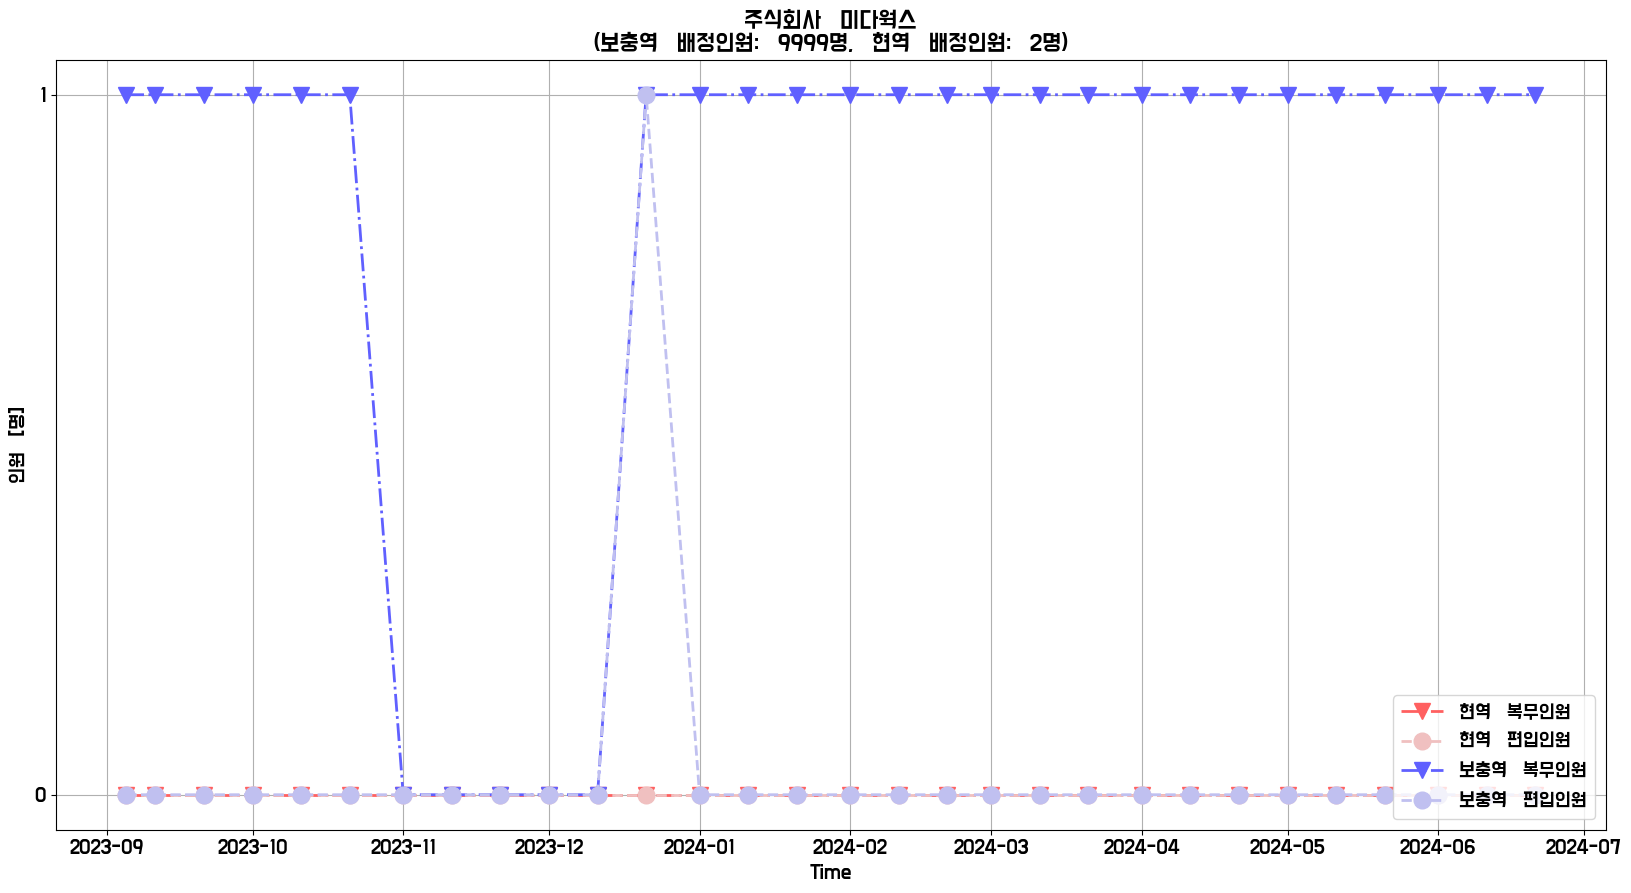 주식회사 미다웍스
(보충역 배정인원: 9999명, 현역 배정인원: 2명)
1
인원 [명]
0
현역 복무인원
현역 편입인원
보충역 복무인원
보충역 편입인원
2023-09 2023-10 2023-11 2023-12 2024-01 2024-02 2024-03 2024-04 2024-05 2024-06 2024-07
Time